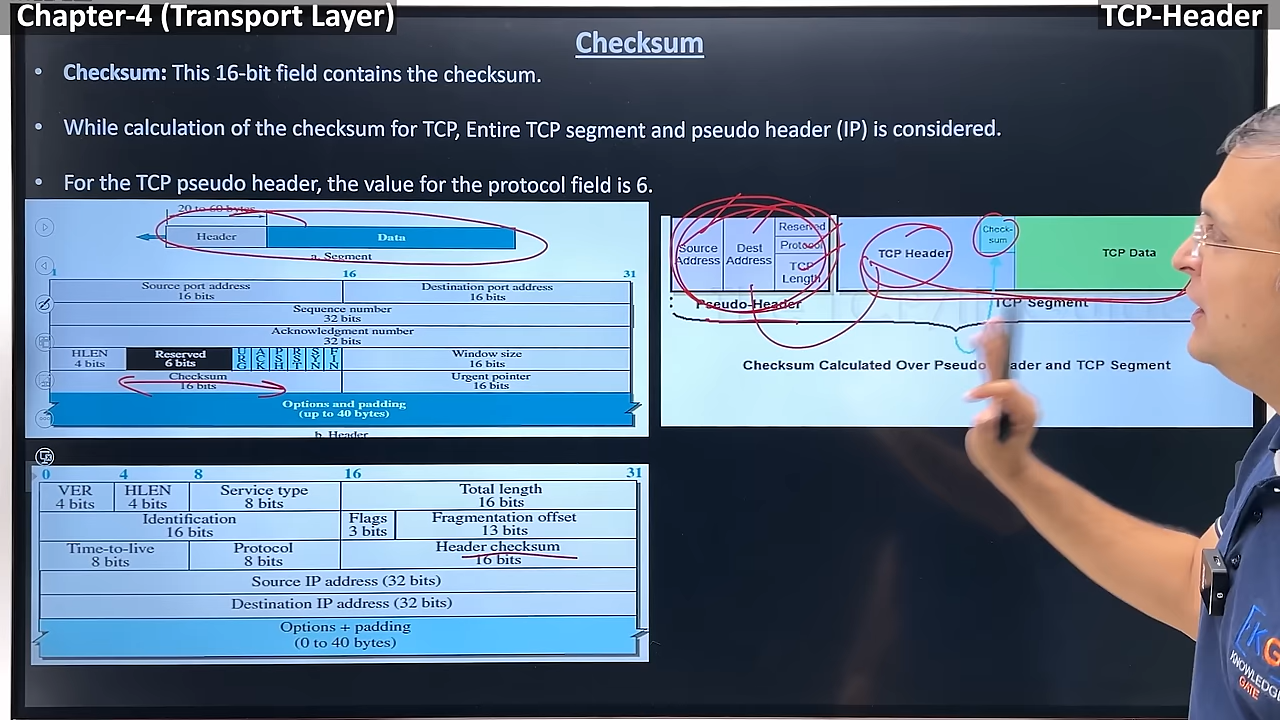 Chapter-4 (Transport Layer)
TCP-Header
Checksum
• Checksum: This 16-bit field contains the checksum.
• While calculation of the checksum for TCP, Entire TCP segment and pseudo header (IP) is considered.
• For the TCP pseudo header, the value for the protocol field is 6.
20 to 60 bytes
Header
Data
a. Segment
1 16 31
Source port address
16 bits
Destination port address
16 bits
Sequence number
32 bits
Acknowledgment number
32 bits
HLEN
4 bits
Reserved
6 bits
URG
ACK
PSH
RST
SYN
FIN
Window size
16 bits
Checksum
16 bits
Urgent pointer
16 bits
Options and padding
(up to 40 bytes)
b. Header
Source
Address
Dest
Address
Reserved
Protocol
TCP
Length
TCP Header
Check-
sum
TCP Data
Pseudo-Header
TCP Segment
Checksum Calculated Over Pseudo header and TCP Segment
0 4 8 16 31
VER
4 bits
HLEN
4 bits
Service type
8 bits
Total length
16 bits
Identification
16 bits
Flags
3 bits
Fragmentation offset
13 bits
Time-to-live
8 bits
Protocol
8 bits
Header checksum
16 bits
Source IP address (32 bits)
Destination IP address (32 bits)
Options + padding
(0 to 40 bytes)
KG
KNOWLEDGE
GATE